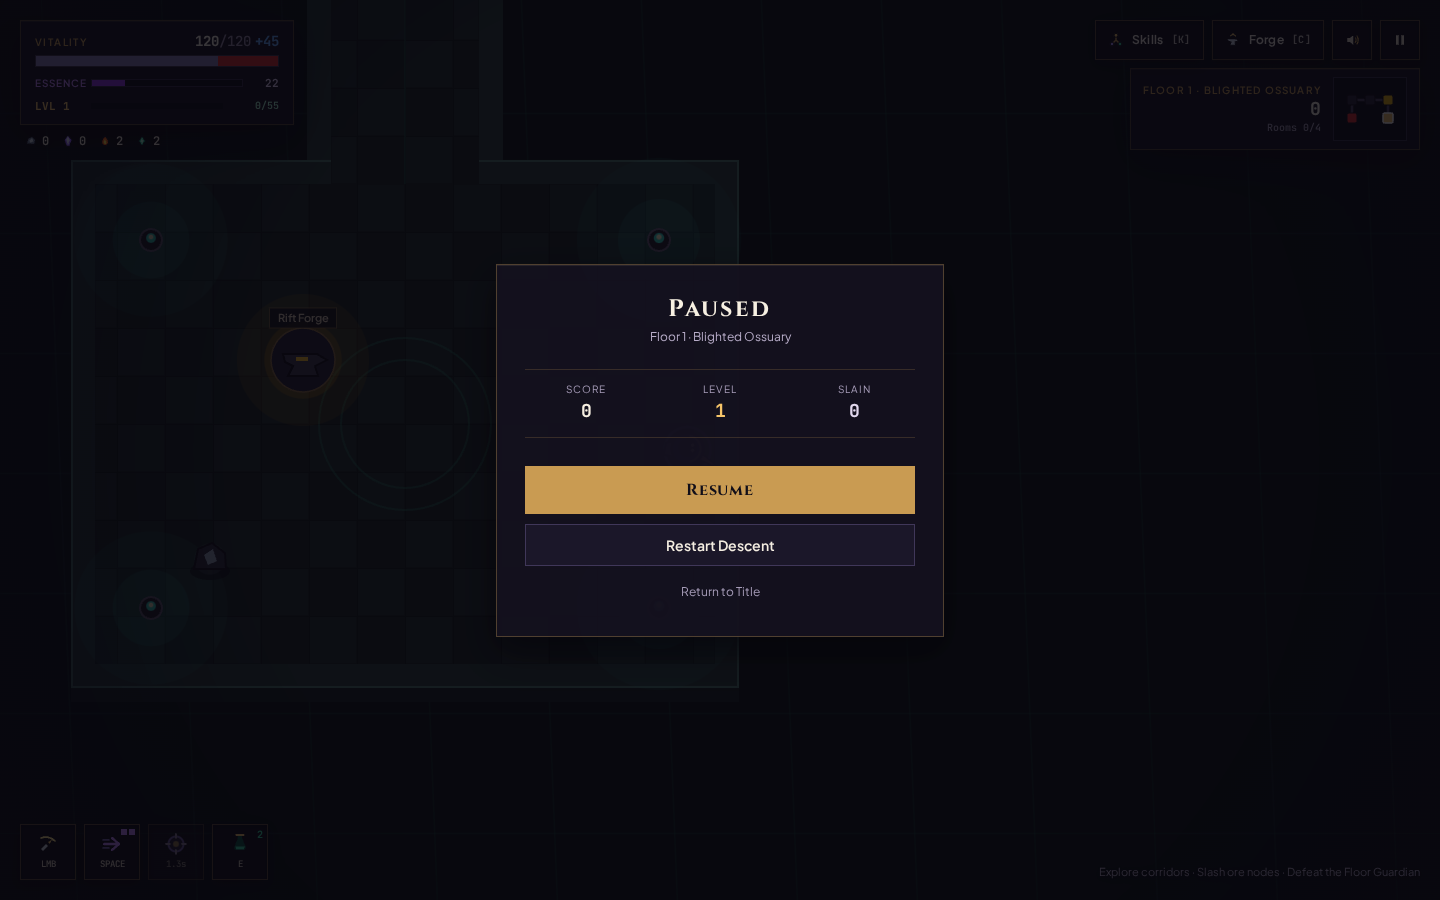 VITALITY 120/120 +45
ESSENCE 22
LVL 1 0/55
0 0 2 2
Skills [K] Forge [C]
FLOOR 1 · BLIGHTED OSSUARY
0
Rooms 0/4
Rift Forge
Paused
Floor 1 · Blighted Ossuary
SCORE LEVEL SLAIN
0 1 0
Resume
Restart Descent
Return to Title
2
LMB SPACE 1.3s E
Explore corridors · Slash ore nodes · Defeat the Floor Guardian